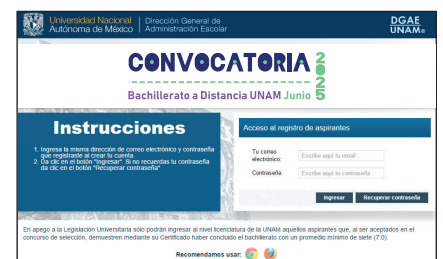 Universidad Nacional
Autónoma de México
Dirección General de
Administración Escolar
DGAE
UNAM®
CONVOCATORIA
2025
Bachillerato a Distancia UNAM Junio
Instrucciones
1. Ingresa la misma dirección de correo electrónico y contraseña
que registraste al crear tu cuenta.
2. Da clic en el botón "Ingresar". Si no recuerdas tu contraseña
da clic en el botón "Recuperar contraseña"
Acceso al registro de aspirantes
Tu correo
electrónico:
Escribe aquí tu email
Contraseña:
Escribe aquí tu contraseña
Ingresar
Recuperar contraseña
En apego a la Legislación Universitaria sólo podrán ingresar al nivel licenciatura de la UNAM aquellos aspirantes que, al ser aceptados en el
concurso de selección, demuestren mediante su Certificado haber concluido el bachillerato con un promedio mínimo de siete (7.0).
Recomendamos usar: